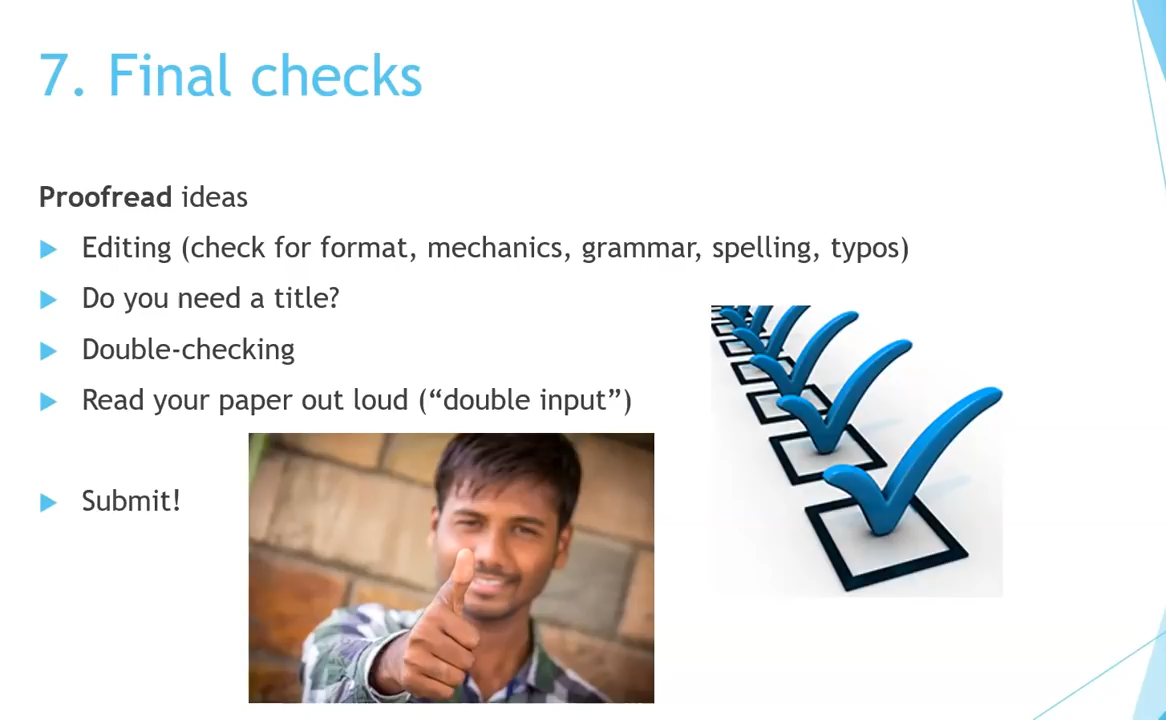 7. Final checks
Proofread ideas
Editing (check for format, mechanics, grammar, spelling, typos)
Do you need a title?
Double-checking
Read your paper out loud (“double input”)
Submit!